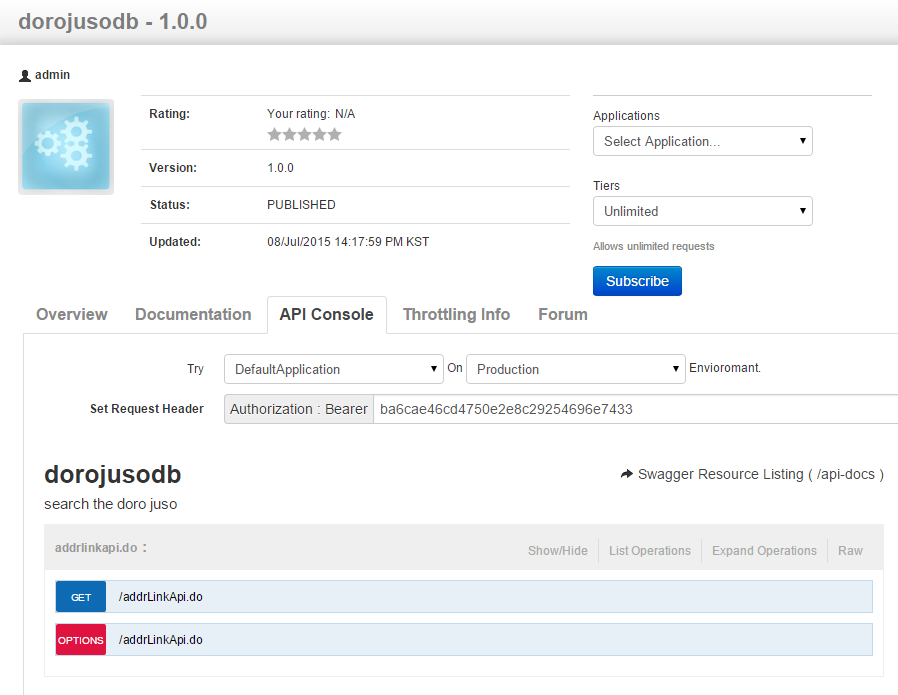 dorojusodb - 1.0.0
admin
Rating: Your rating: N/A
Version: 1.0.0
Status: PUBLISHED
Updated: 08/Jul/2015 14:17:59 PM KST
Applications
Select Application...
Tiers
Unlimited
Allows unlimited requests
Subscribe
Overview Documentation API Console Throttling Info Forum
Try DefaultApplication On Production Envioromant.
Set Request Header Authorization : Bearer ba6cae46cd4750e2e8c29254696e7433
dorojusodb
Swagger Resource Listing ( /api-docs )
search the doro juso
addrlinkapi.do : Show/Hide List Operations Expand Operations Raw
GET /addrLinkApi.do
OPTIONS /addrLinkApi.do